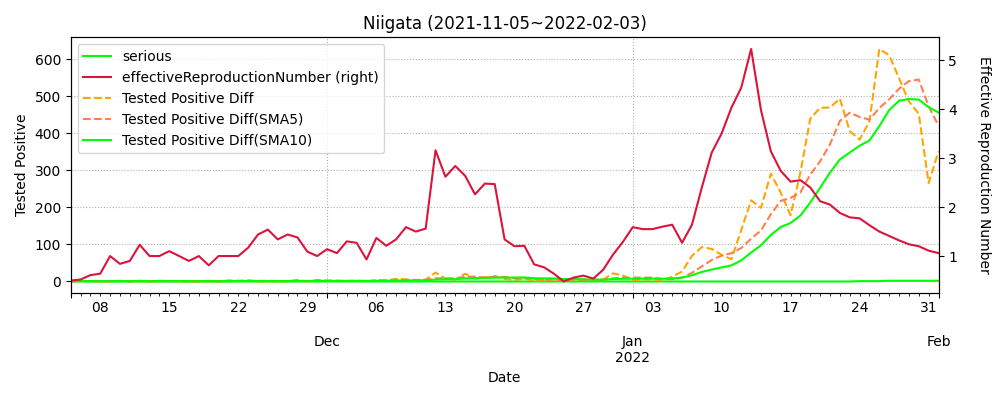 Niigata (2021-11-05~2022-02-03)
serious
effectiveReproductionNumber (right)
Tested Positive Diff
Tested Positive Diff(SMA5)
Tested Positive Diff(SMA10)
Tested Positive
600
500
400
300
200
100
0
5
4
3
2
1
Effective Reproduction Number
08 15 22 29 06 13 20 27 03 10 17 24 31
Dec Jan Feb
2022
Date